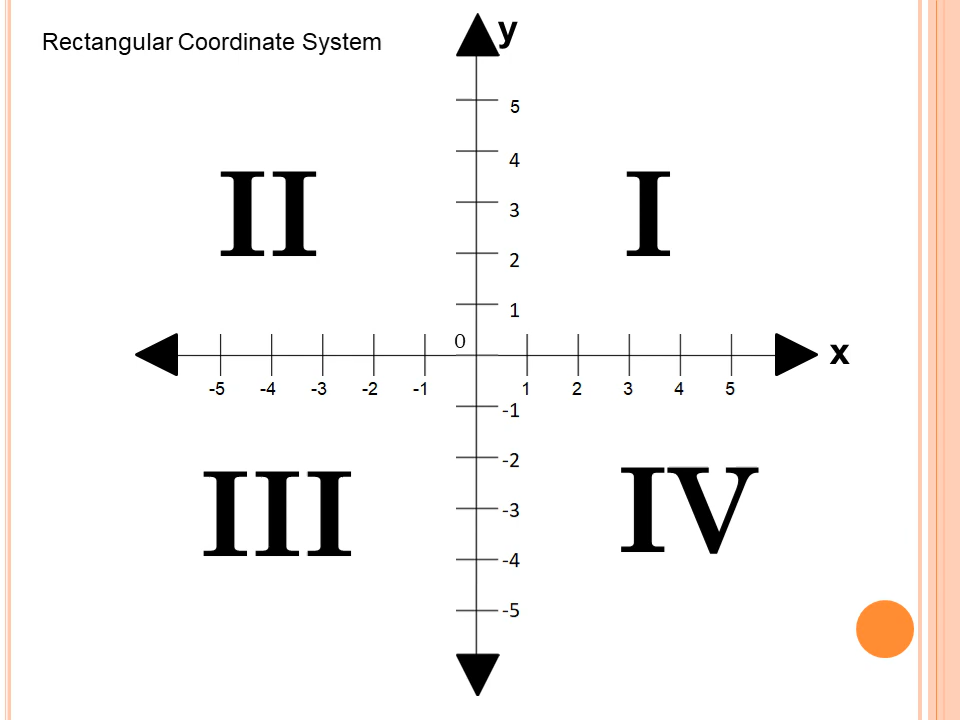 Rectangular Coordinate System
y
5
4
II
I
3
2
1
0
x
-5 -4 -3 -2 -1 1 2 3 4 5
-1
-2
III
IV
-3
-4
-5